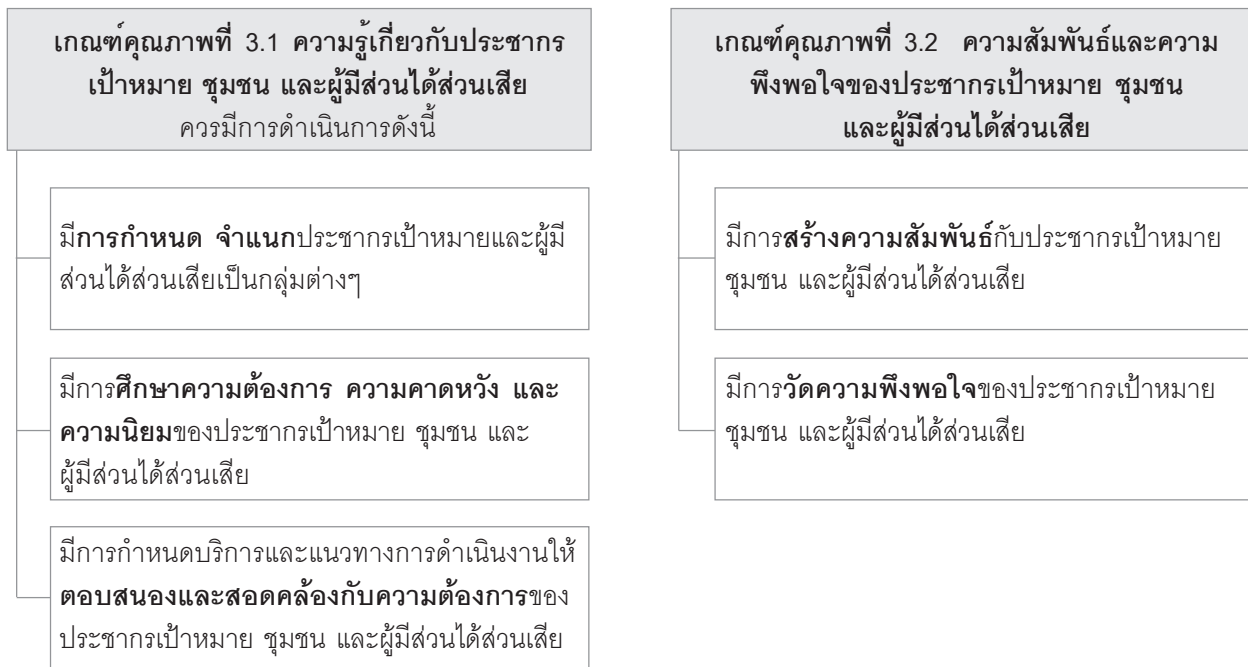 เกณฑ์คุณภาพที่ 3.1 ความรู้เกี่ยวกับประชากร
เป้าหมาย ชุมชน และผู้มีส่วนได้ส่วนเสีย
ควรมีการดำเนินการดังนี้
มีการกำหนด จำแนกประชากรเป้าหมายและผู้มี
ส่วนได้ส่วนเสียเป็นกลุ่มต่างๆ
มีการศึกษาความต้องการ ความคาดหวัง และ
ความนิยมของประชากรเป้าหมาย ชุมชน และ
ผู้มีส่วนได้ส่วนเสีย
มีการกำหนดบริการและแนวทางการดำเนินงานให้
ตอบสนองและสอดคล้องกับความต้องการของ
ประชากรเป้าหมาย ชุมชน และผู้มีส่วนได้ส่วนเสีย
เกณฑ์คุณภาพที่ 3.2 ความสัมพันธ์และความ
พึงพอใจของประชากรเป้าหมาย ชุมชน
และผู้มีส่วนได้ส่วนเสีย
มีการสร้างความสัมพันธ์กับประชากรเป้าหมาย
ชุมชน และผู้มีส่วนได้ส่วนเสีย
มีการวัดความพึงพอใจของประชากรเป้าหมาย
ชุมชน และผู้มีส่วนได้ส่วนเสีย